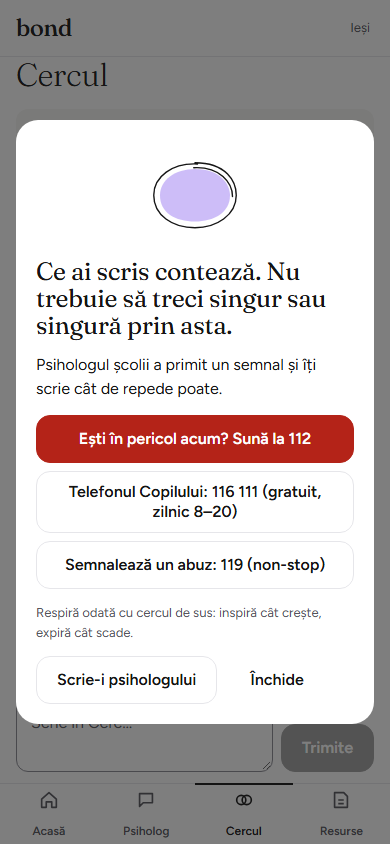 bond
Ieși
Cercul
Ce ai scris contează. Nu
trebuie să treci singur sau
singură prin asta.
Psihologul școlii a primit un semnal și îți
scrie cât de repede poate.
Ești în pericol acum? Sună la 112
Telefonul Copilului: 116 111 (gratuit,
zilnic 8–20)
Semnalează un abuz: 119 (non-stop)
Respiră odată cu cercul de sus: inspiră cât crește,
expiră cât scade.
Scrie-i psihologului
Închide
Trimite
Acasă
Psiholog
Cercul
Resurse